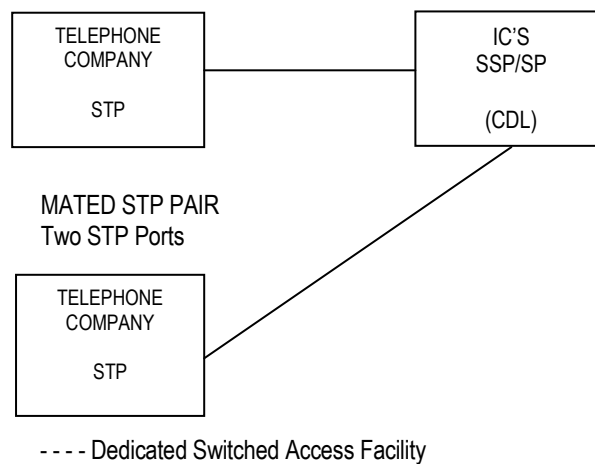 TELEPHONE
COMPANY
STP
IC'S
SSP/SP
(CDL)
MATED STP PAIR
Two STP Ports
TELEPHONE
COMPANY
STP
- - - - Dedicated Switched Access Facility